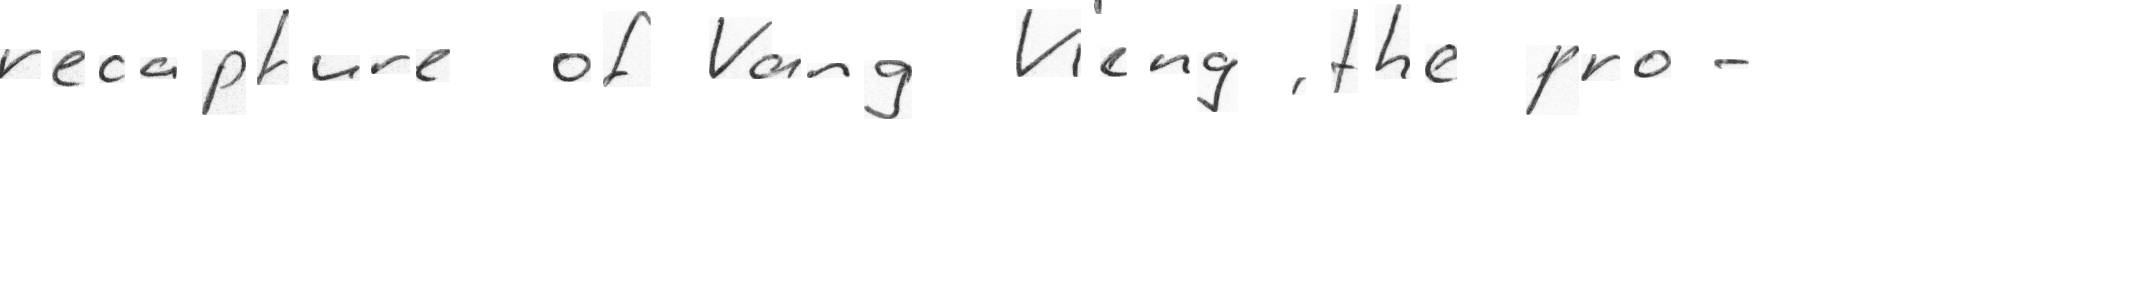 recapture of Vang Vieng, the pro-